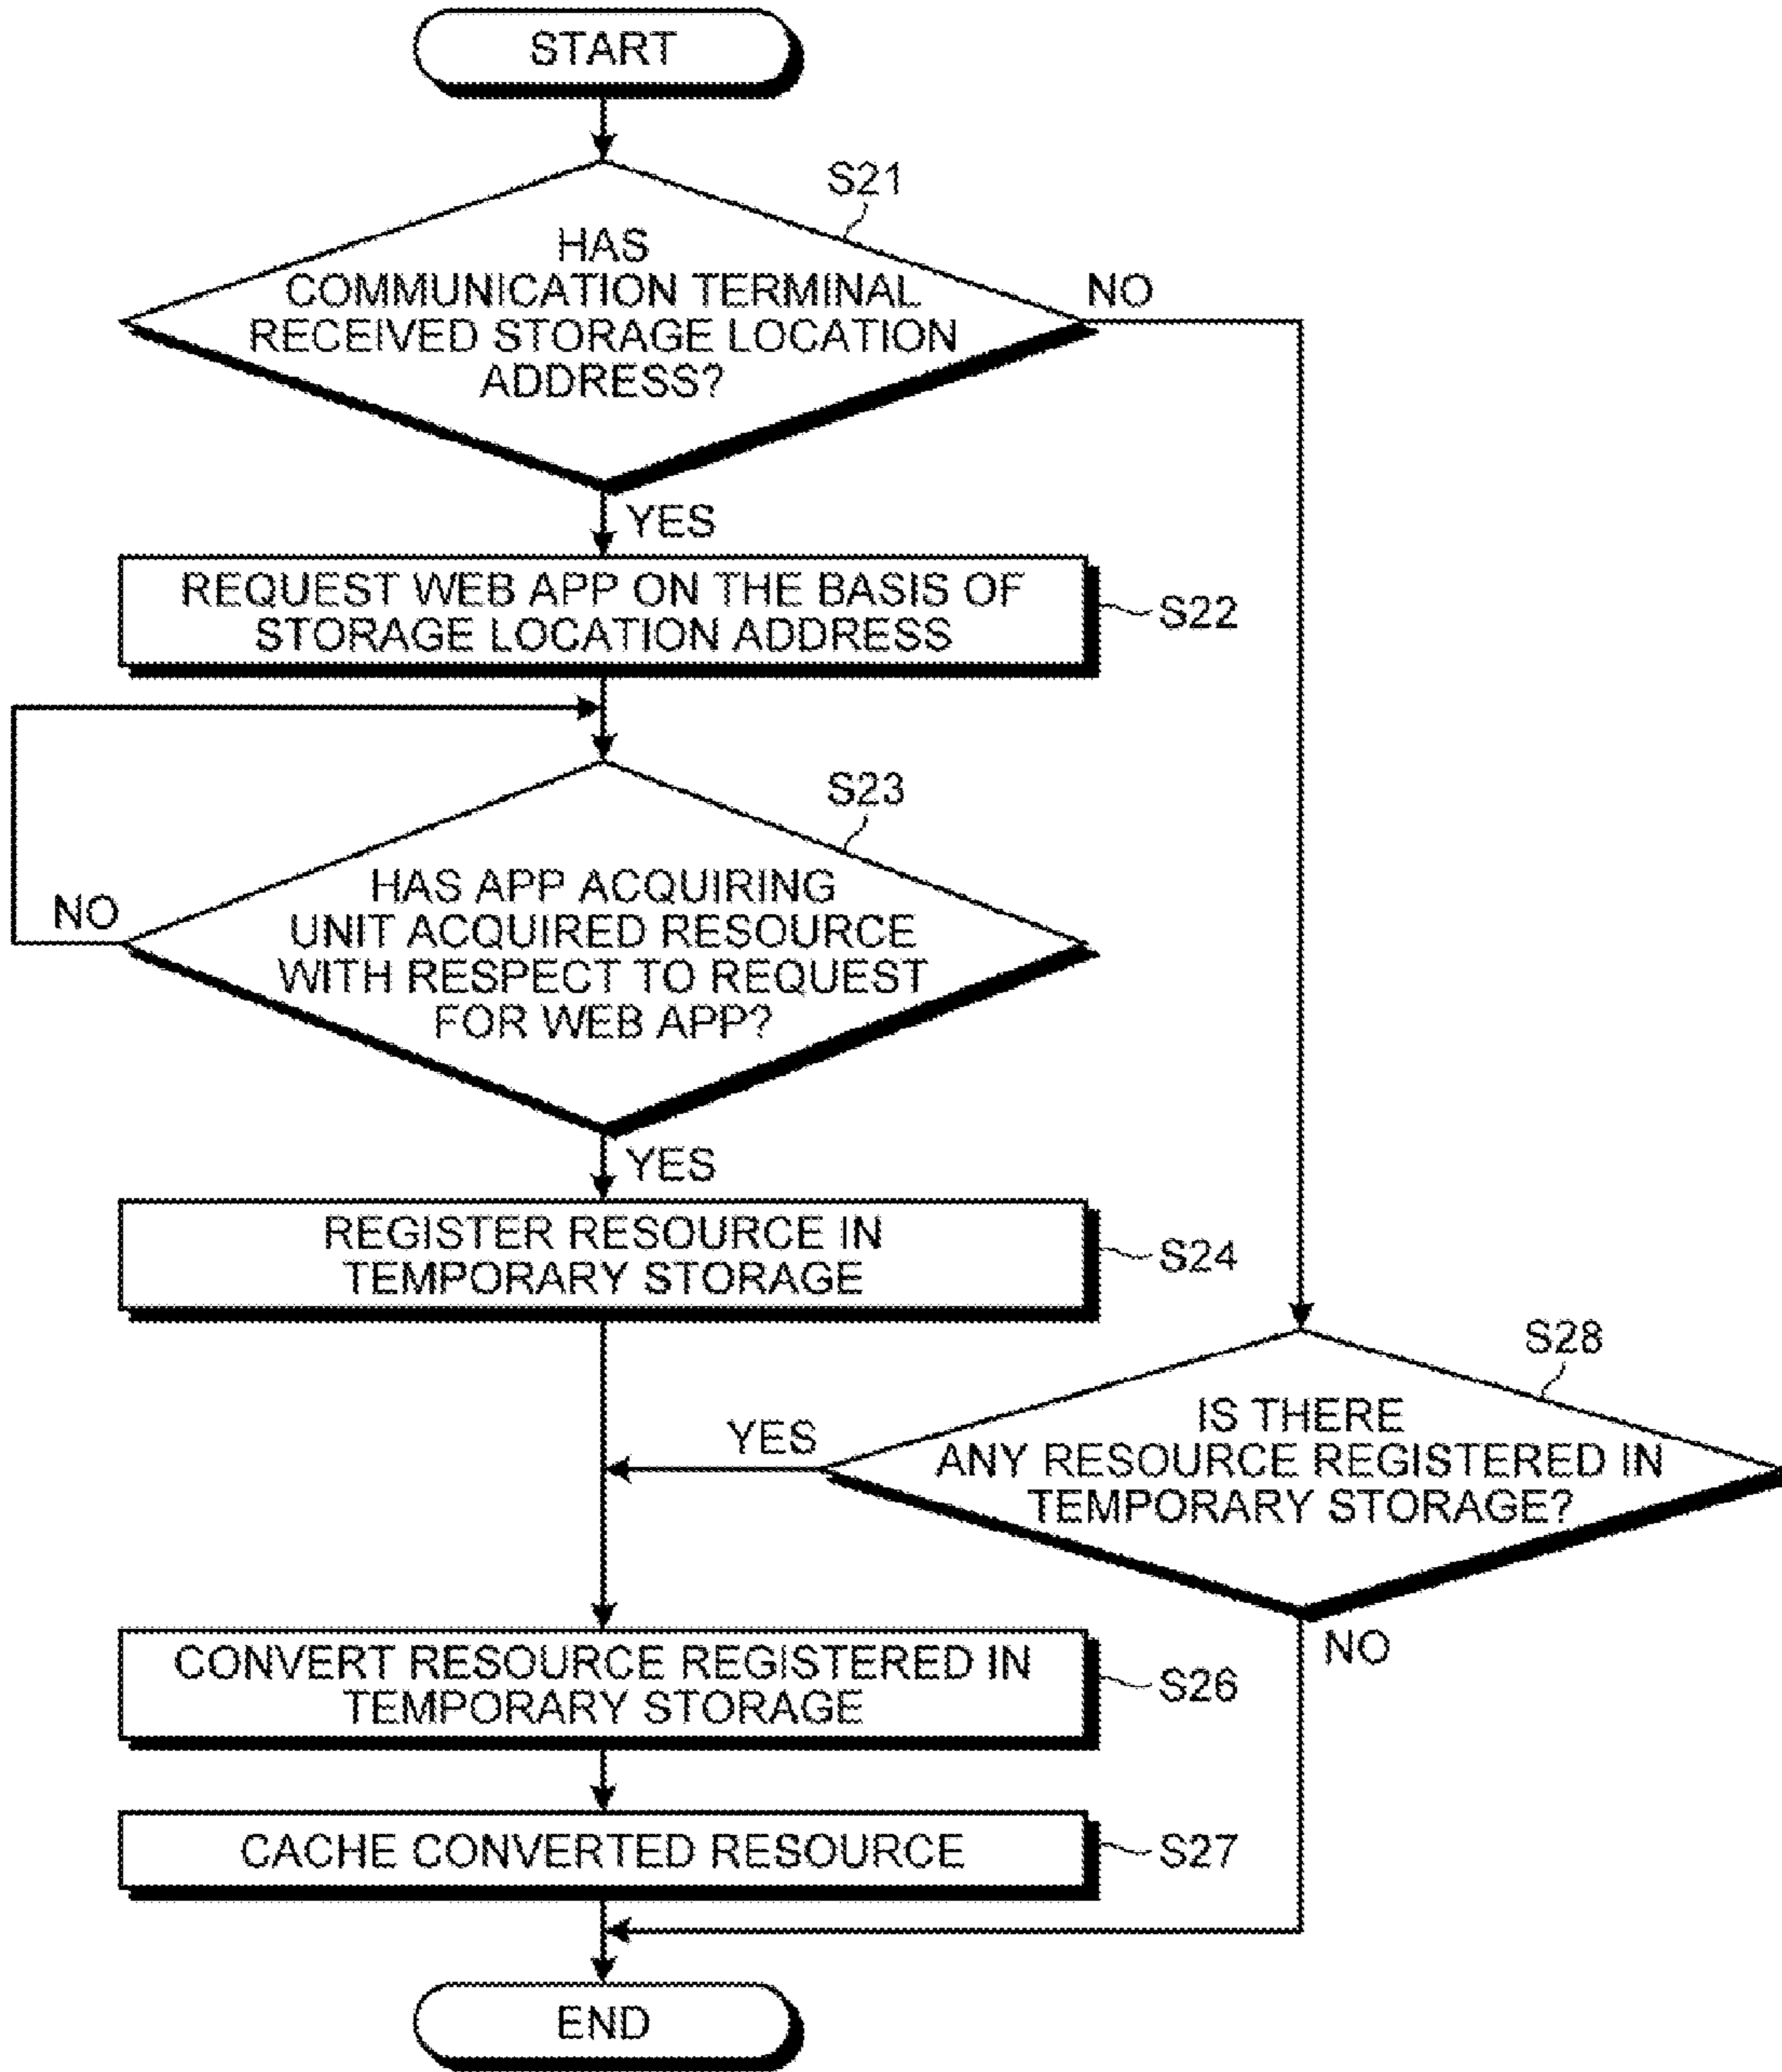 START
S21
HAS
COMMUNICATION TERMINAL
RECEIVED STORAGE LOCATION
ADDRESS?
NO
YES
REQUEST WEB APP ON THE BASIS OF
STORAGE LOCATION ADDRESS
S22
S23
HAS APP ACQUIRING
UNIT ACQUIRED RESOURCE
WITH RESPECT TO REQUEST
FOR WEB APP?
NO
YES
REGISTER RESOURCE IN
TEMPORARY STORAGE
S24
S28
IS THERE
ANY RESOURCE REGISTERED IN
TEMPORARY STORAGE?
YES
NO
CONVERT RESOURCE REGISTERED IN
TEMPORARY STORAGE
S26
CACHE CONVERTED RESOURCE
S27
END